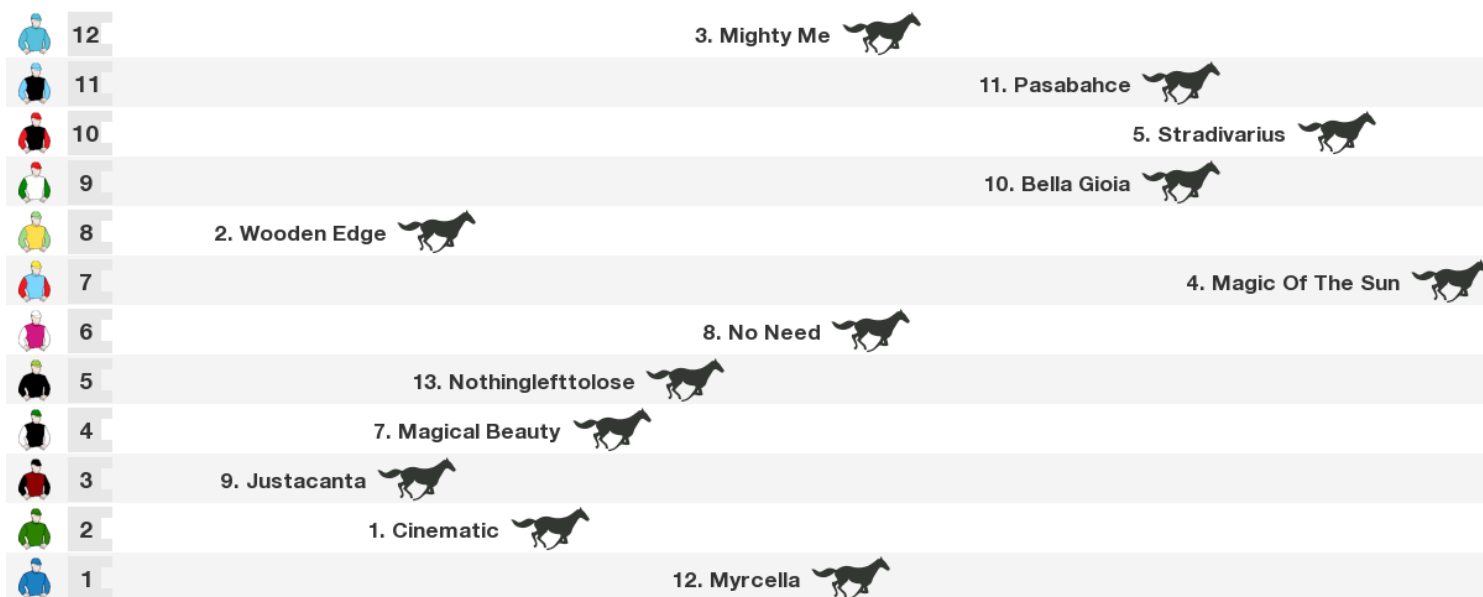 12 3. Mighty Me
11 11. Pasabahce
10 5. Stradivarius
9 10. Bella Gioia
8 2. Wooden Edge
7 4. Magic Of The Sun
6 8. No Need
5 13. Nothinglefttolose
4 7. Magical Beauty
3 9. Justacanta
2 1. Cinematic
1 12. Myrcella